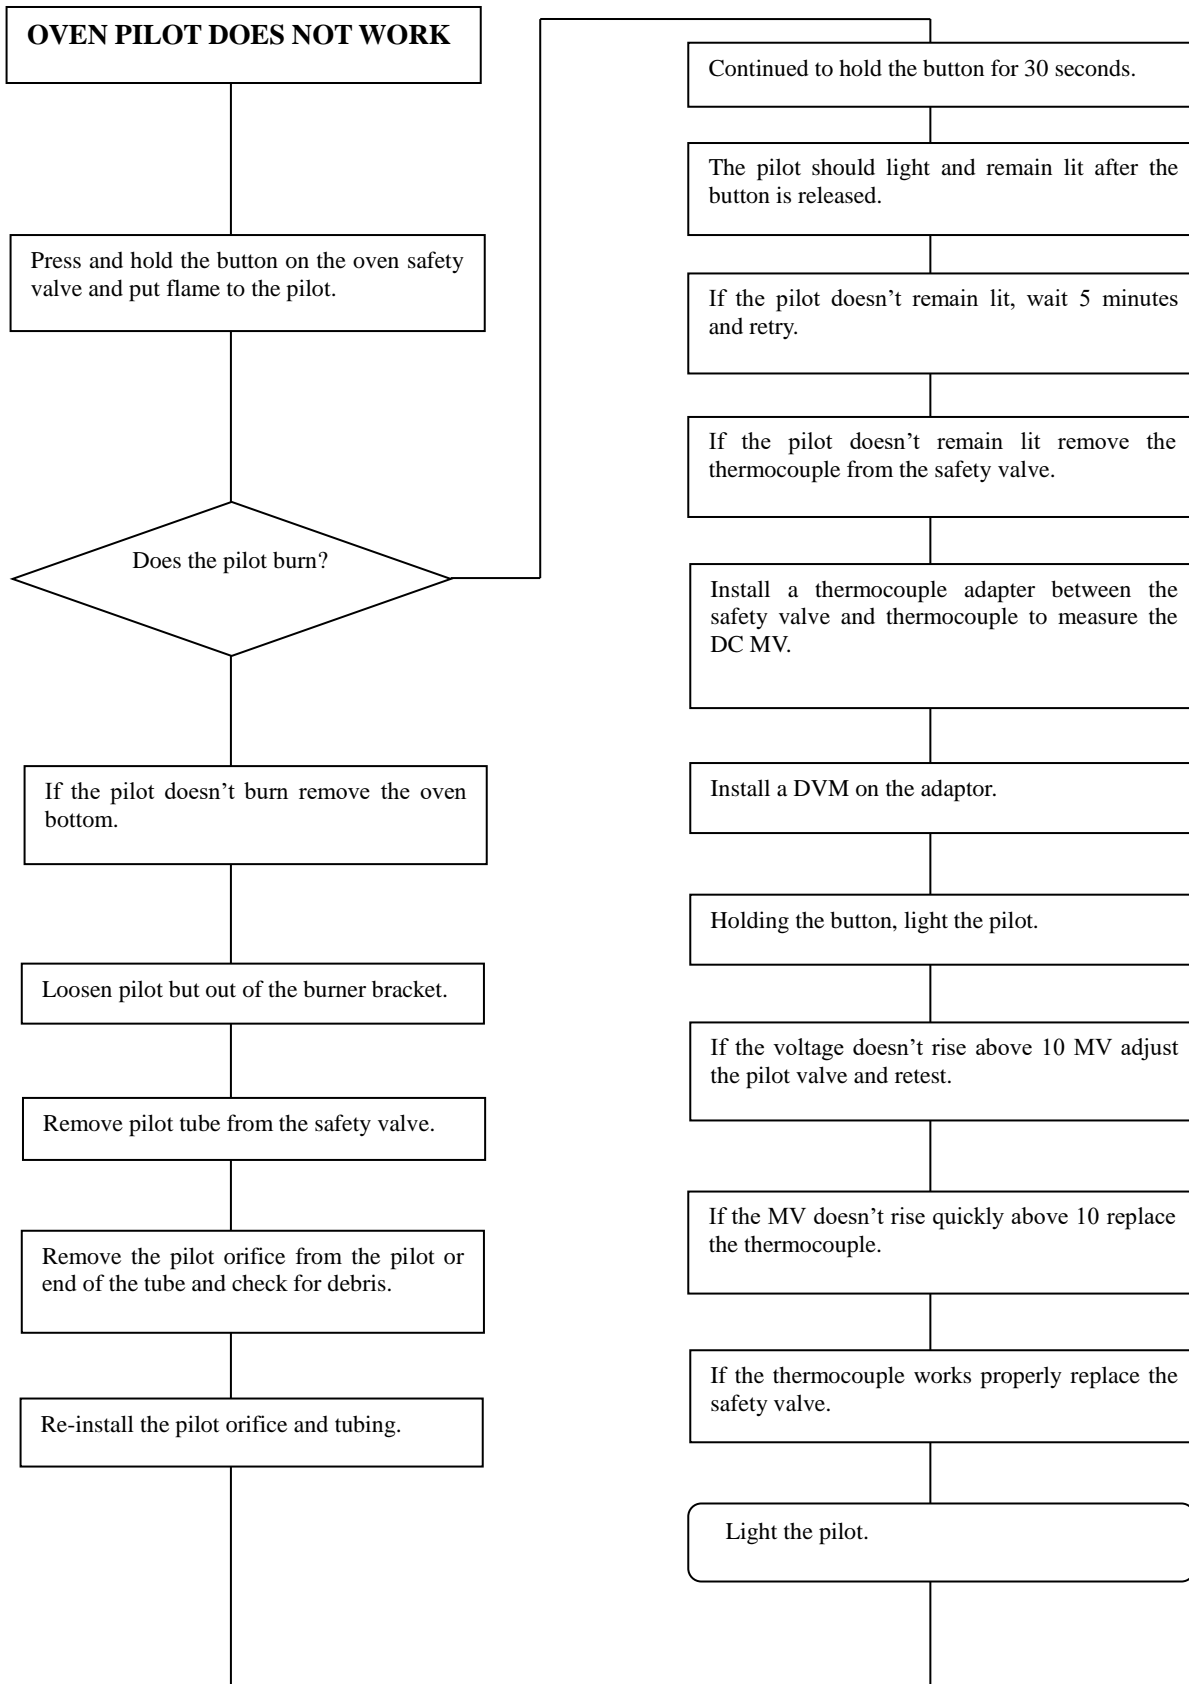 OVEN PILOT DOES NOT WORK
Press and hold the button on the oven safety
valve and put flame to the pilot.
Does the pilot burn?
If the pilot doesn’t burn remove the oven
bottom.
Loosen pilot but out of the burner bracket.
Remove pilot tube from the safety valve.
Remove the pilot orifice from the pilot or
end of the tube and check for debris.
Re-install the pilot orifice and tubing.
Continued to hold the button for 30 seconds.
The pilot should light and remain lit after the
button is released.
If the pilot doesn’t remain lit, wait 5 minutes
and retry.
If the pilot doesn’t remain lit remove the
thermocouple from the safety valve.
Install a thermocouple adapter between the
safety valve and thermocouple to measure the
DC MV.
Install a DVM on the adaptor.
Holding the button, light the pilot.
If the voltage doesn’t rise above 10 MV adjust
the pilot valve and retest.
If the MV doesn’t rise quickly above 10 replace
the thermocouple.
If the thermocouple works properly replace the
safety valve.
Light the pilot.